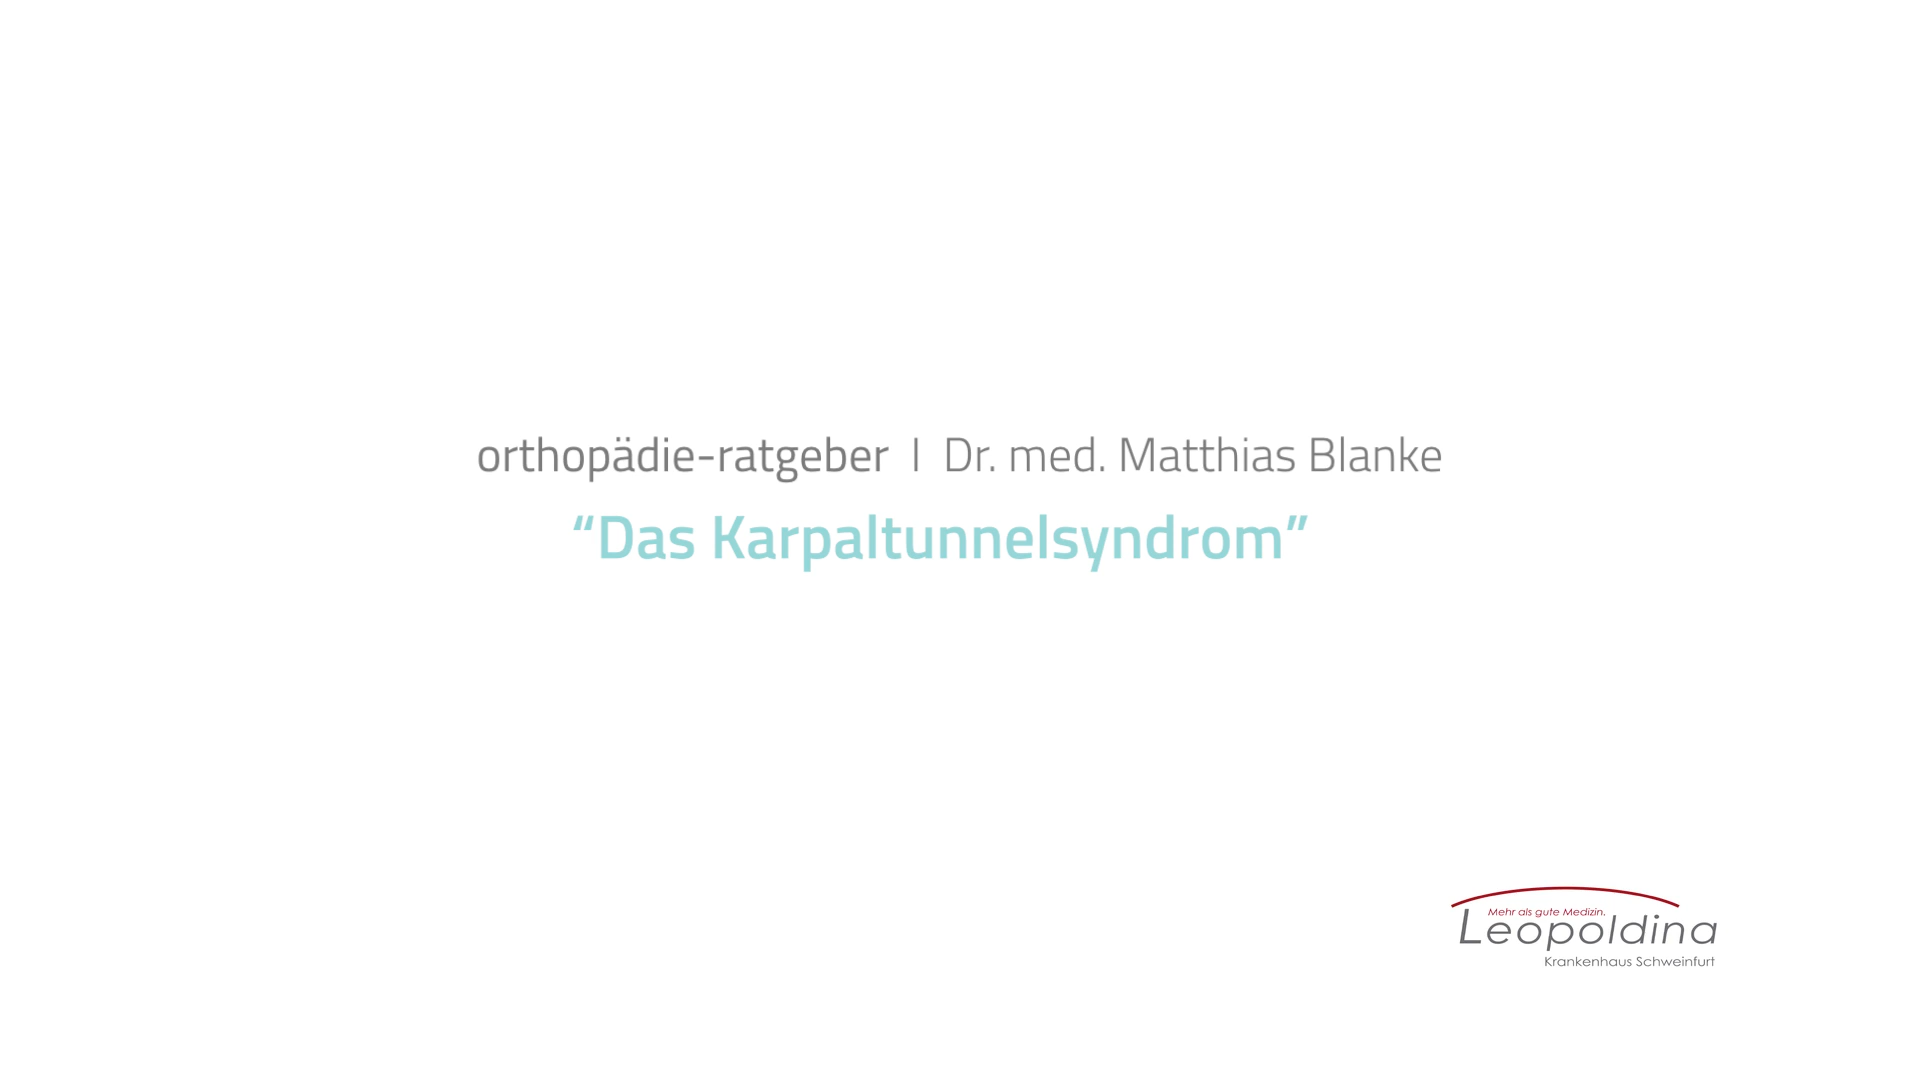 orthopädie-ratgeber | Dr. med. Matthias Blanke
“Das Karpaltunnelsyndrom”
Mehr als gute Medizin.
Leopoldina
Krankenhaus Schweinfurt